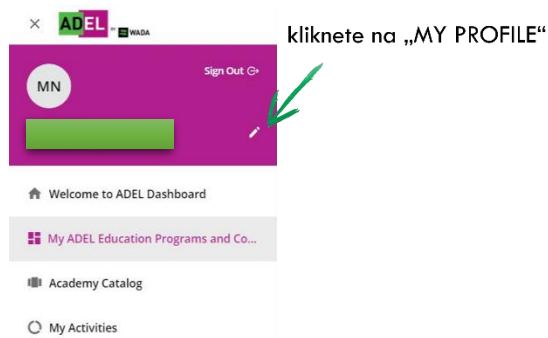 × ADEL BY WADA
kliknete na „MY PROFILE“
Sign Out
MN
Welcome to ADEL Dashboard
My ADEL Education Programs and Co...
Academy Catalog
My Activities